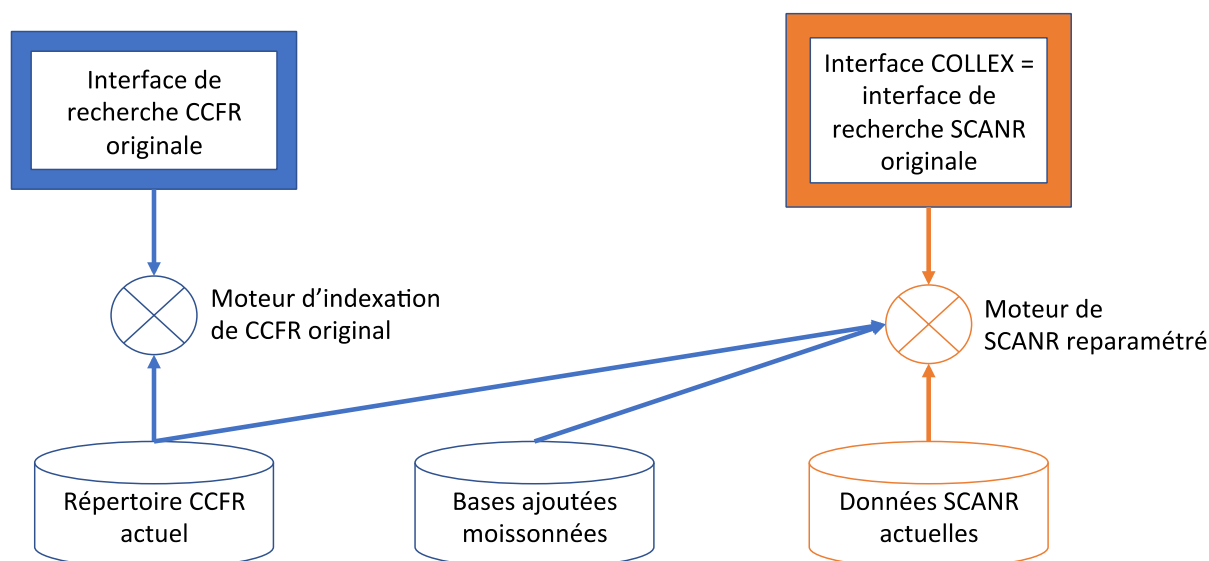 Interface de
recherche CCFR
originale
Interface COLLEX =
interface de
recherche SCANR
originale
Moteur d’indexation
de CCFR original
Moteur de
SCANR reparamétré
Répertoire CCFR
actuel
Bases ajoutées
moissonnées
Données SCANR
actuelles